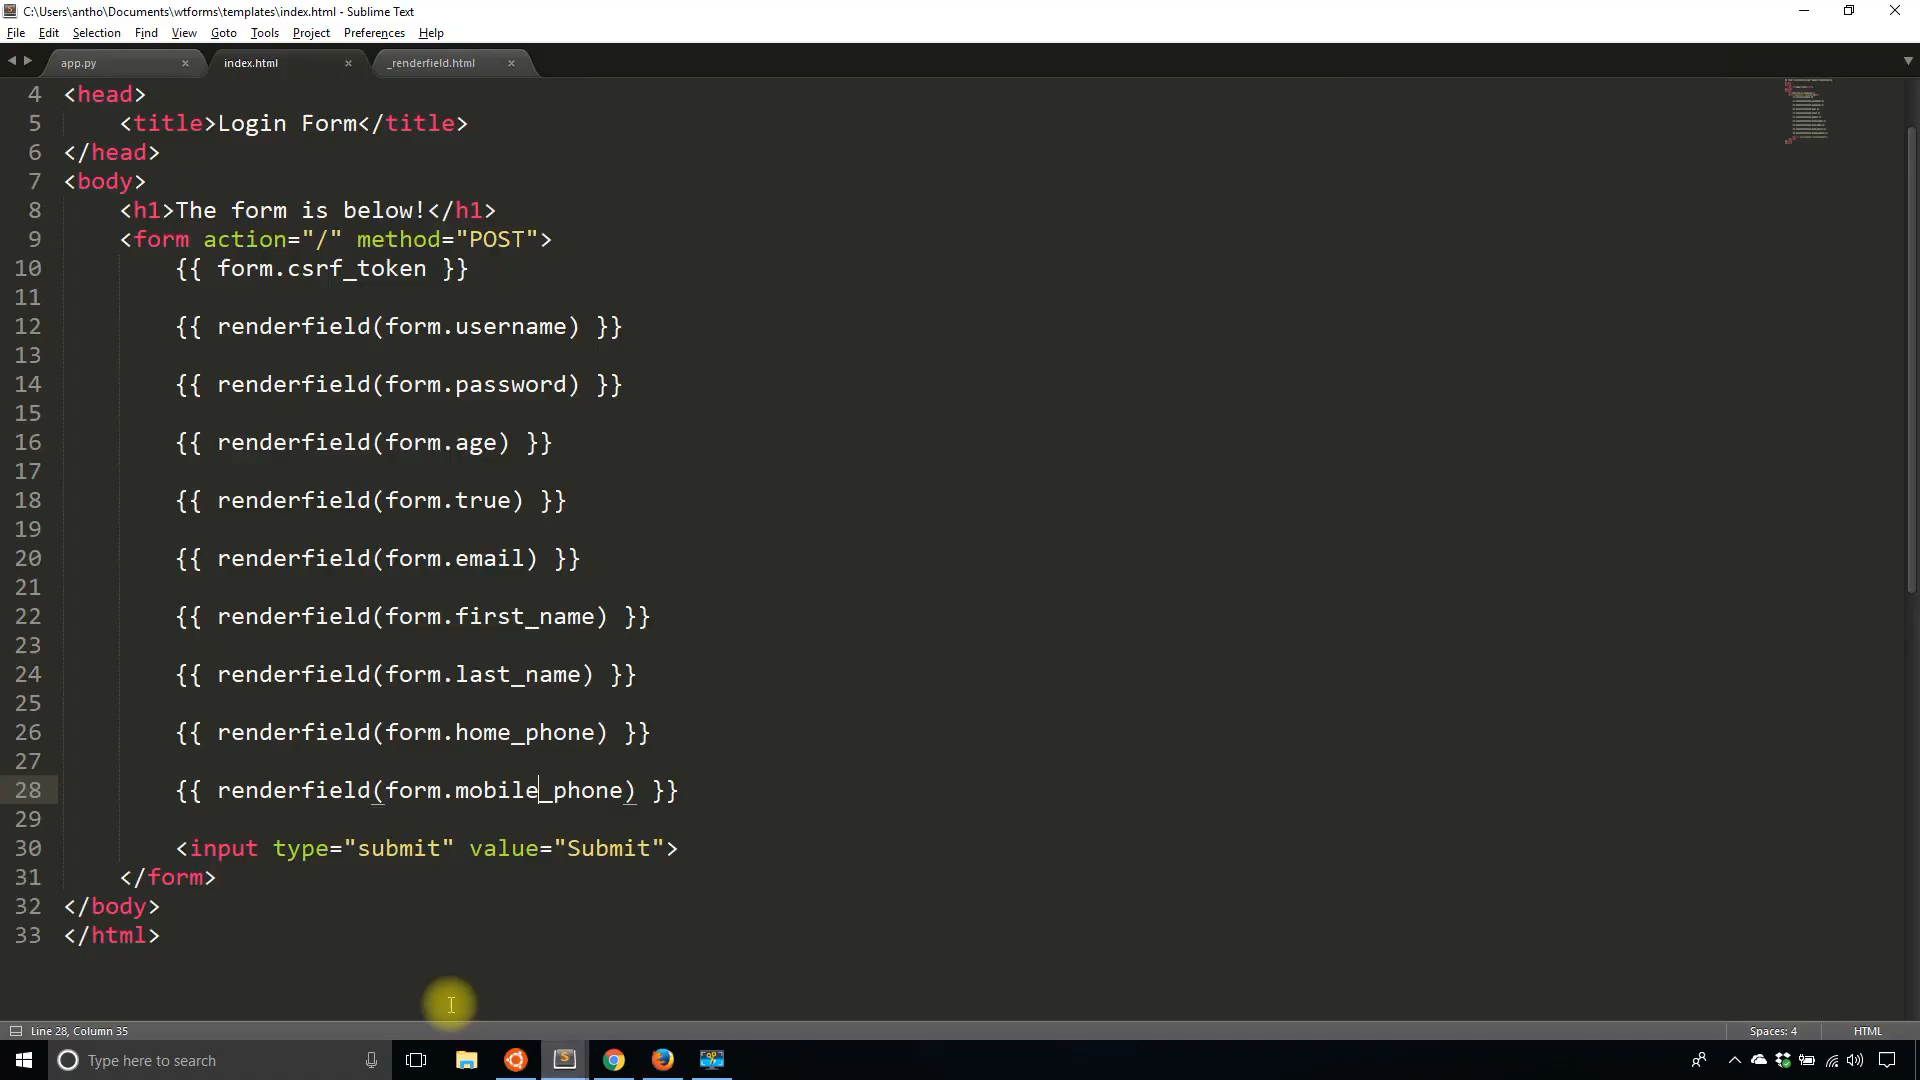 C:\Users\antho\Documents\wtforms\templates\index.html - Sublime Text
File Edit Selection Find View Goto Tools Project Preferences Help
app.py × index.html × _renderfield.html ×
4 <head>
5 <title>Login Form</title>
6 </head>
7 <body>
8 <h1>The form is below!</h1>
9 <form action="/" method="POST">
10 {{ form.csrf_token }}
11
12 {{ renderfield(form.username) }}
13
14 {{ renderfield(form.password) }}
15
16 {{ renderfield(form.age) }}
17
18 {{ renderfield(form.true) }}
19
20 {{ renderfield(form.email) }}
21
22 {{ renderfield(form.first_name) }}
23
24 {{ renderfield(form.last_name) }}
25
26 {{ renderfield(form.home_phone) }}
27
28 {{ renderfield(form.mobile_phone) }}
29
30 <input type="submit" value="Submit">
31 </form>
32 </body>
33 </html>
Line 28, Column 35 Spaces: 4 HTML
Type here to search